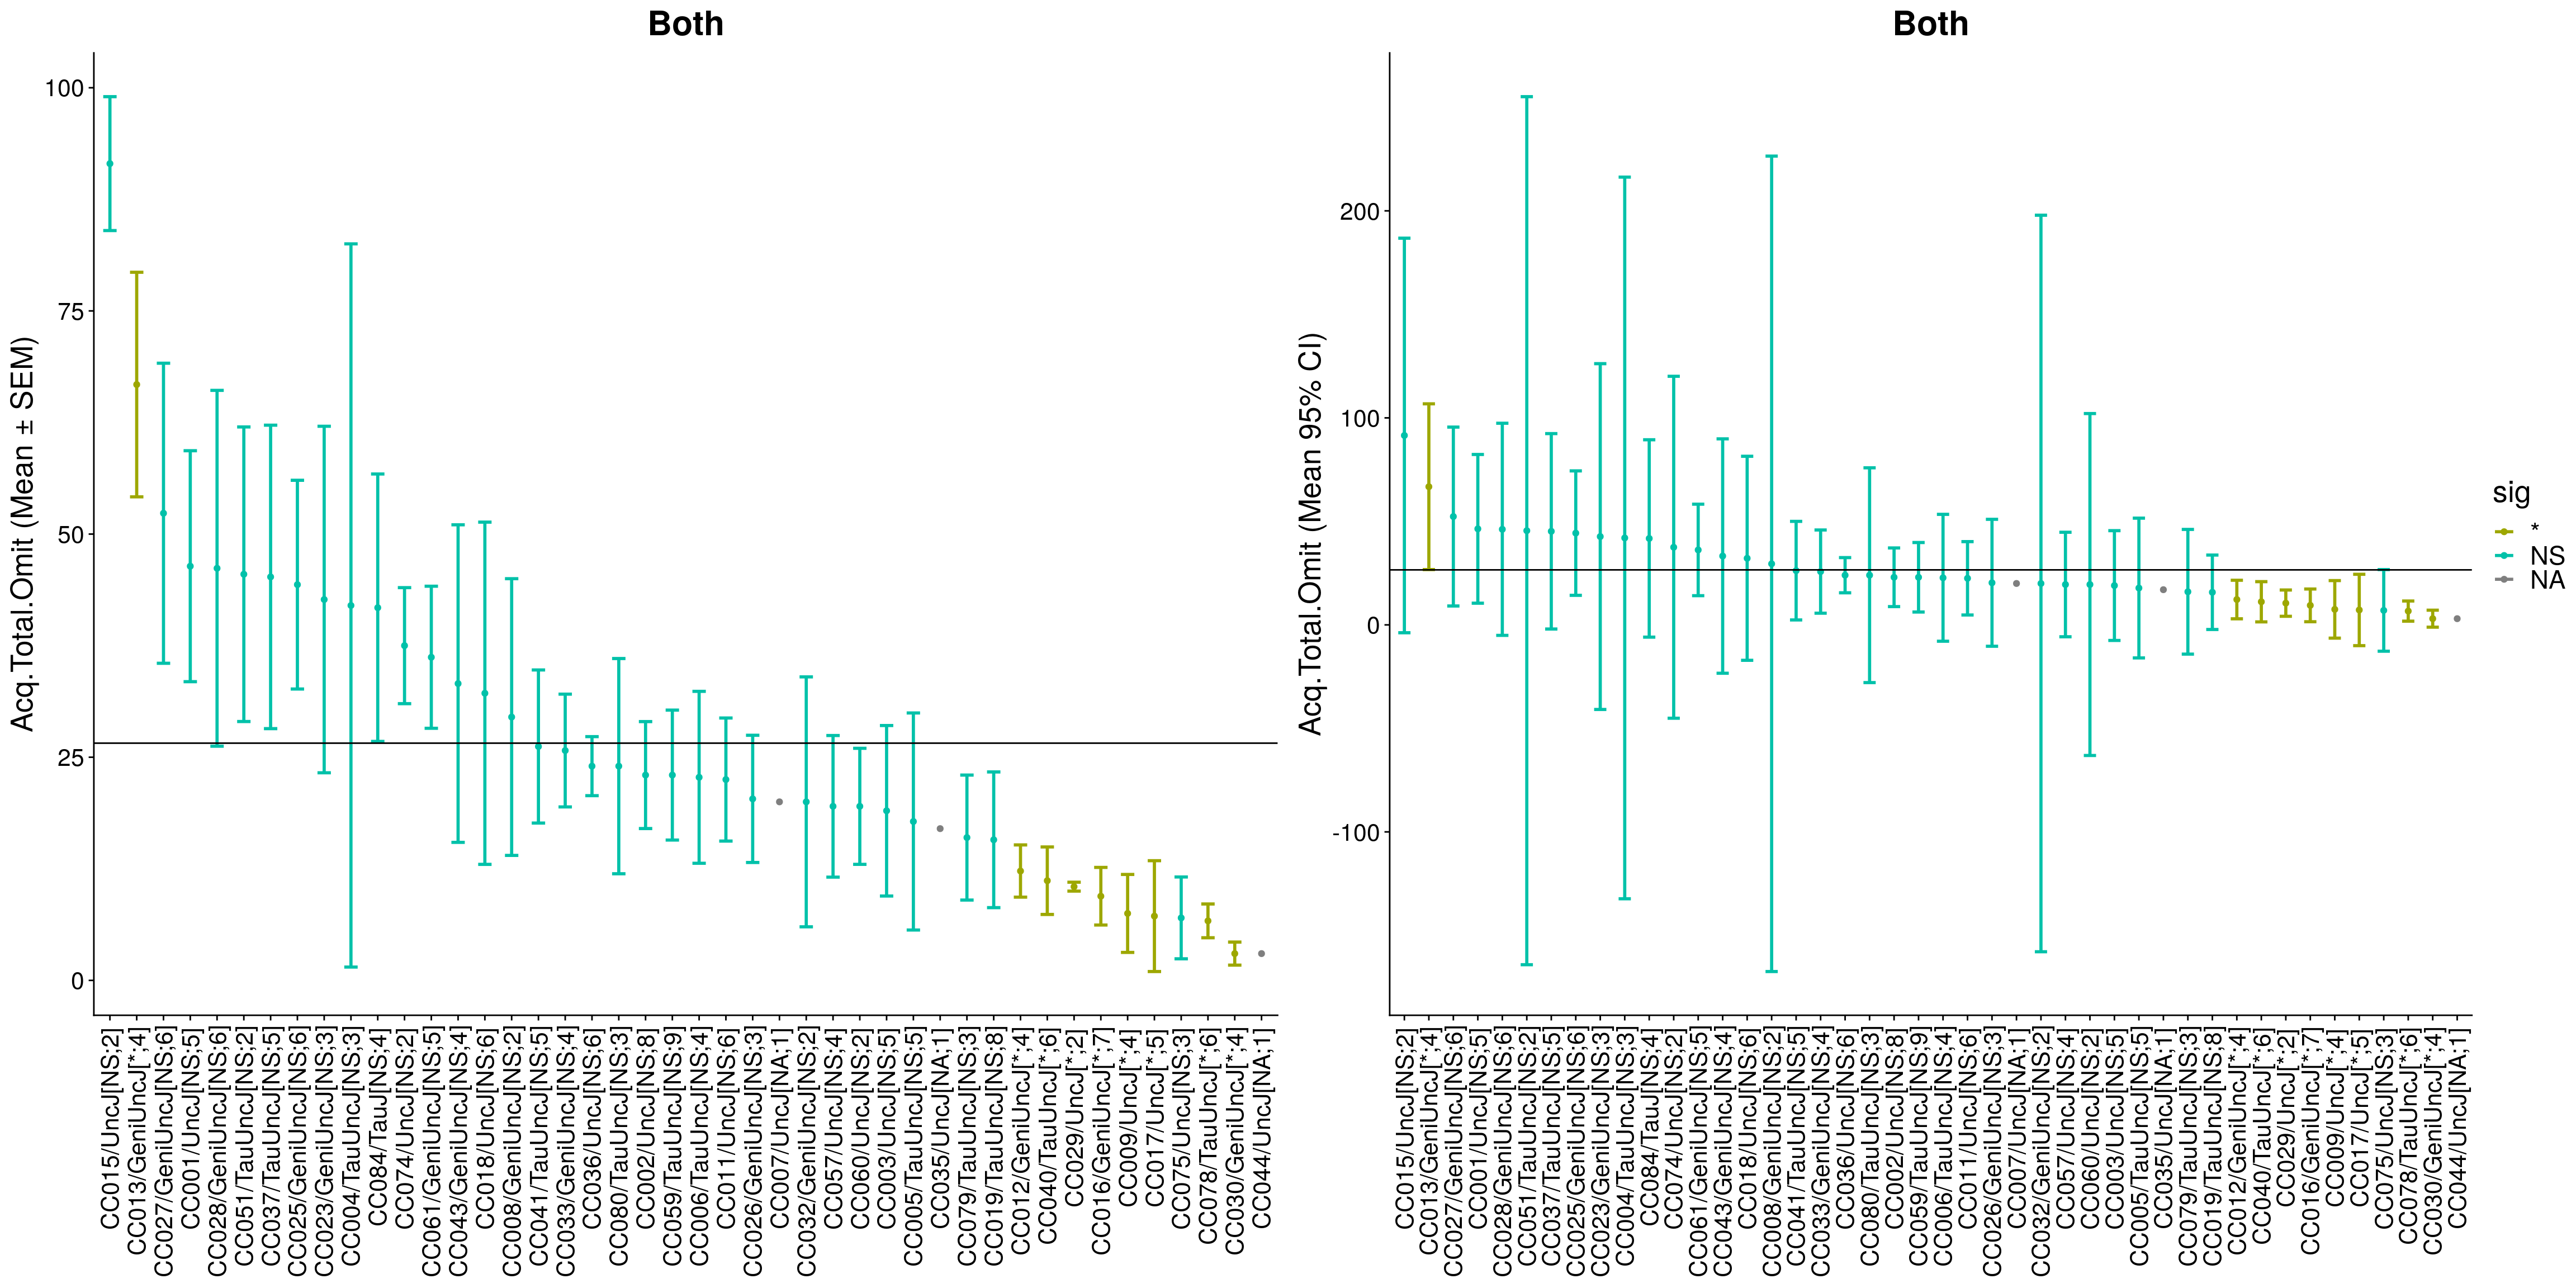 Both
Acq.Total.Omit (Mean ± SEM)
100
75
50
25
0
CC015/UncJ[NS;2]
CC013/GeniUncJ[*;4]
CC027/GeniUncJ[NS;6]
CC001/UncJ[NS;5]
CC028/GeniUncJ[NS;6]
CC051/TauUncJ[NS;2]
CC037/TauUncJ[NS;5]
CC025/GeniUncJ[NS;6]
CC023/GeniUncJ[NS;3]
CC004/TauUncJ[NS;3]
CC084/TauJ[NS;4]
CC074/UncJ[NS;2]
CC061/GeniUncJ[NS;5]
CC043/GeniUncJ[NS;4]
CC018/UncJ[NS;6]
CC008/GeniUncJ[NS;2]
CC041/TauUncJ[NS;5]
CC033/GeniUncJ[NS;4]
CC036/UncJ[NS;6]
CC080/TauUncJ[NS;3]
CC002/UncJ[NS;8]
CC059/TauUncJ[NS;9]
CC006/TauUncJ[NS;4]
CC011/UncJ[NS;6]
CC026/GeniUncJ[NS;3]
CC007/UncJ[NA;1]
CC032/GeniUncJ[NS;2]
CC057/UncJ[NS;4]
CC060/UncJ[NS;2]
CC003/UncJ[NS;5]
CC005/TauUncJ[NS;5]
CC035/UncJ[NA;1]
CC079/TauUncJ[NS;3]
CC019/TauUncJ[NS;8]
CC012/GeniUncJ[*;4]
CC040/TauUncJ[*;6]
CC029/UncJ[*;2]
CC016/GeniUncJ[*;7]
CC009/UncJ[*;4]
CC017/UncJ[*;5]
CC075/UncJ[NS;3]
CC078/TauUncJ[*;6]
CC030/GeniUncJ[*;4]
CC044/UncJ[NA;1]
Both
Acq.Total.Omit (Mean 95% CI)
200
100
0
-100
CC015/UncJ[NS;2]
CC013/GeniUncJ[*;4]
CC027/GeniUncJ[NS;6]
CC001/UncJ[NS;5]
CC028/GeniUncJ[NS;6]
CC051/TauUncJ[NS;2]
CC037/TauUncJ[NS;5]
CC025/GeniUncJ[NS;6]
CC023/GeniUncJ[NS;3]
CC004/TauUncJ[NS;3]
CC084/TauJ[NS;4]
CC074/UncJ[NS;2]
CC061/GeniUncJ[NS;5]
CC043/GeniUncJ[NS;4]
CC018/UncJ[NS;6]
CC008/GeniUncJ[NS;2]
CC041/TauUncJ[NS;5]
CC033/GeniUncJ[NS;4]
CC036/UncJ[NS;6]
CC080/TauUncJ[NS;3]
CC002/UncJ[NS;8]
CC059/TauUncJ[NS;9]
CC006/TauUncJ[NS;4]
CC011/UncJ[NS;6]
CC026/GeniUncJ[NS;3]
CC007/UncJ[NA;1]
CC032/GeniUncJ[NS;2]
CC057/UncJ[NS;4]
CC060/UncJ[NS;2]
CC003/UncJ[NS;5]
CC005/TauUncJ[NS;5]
CC035/UncJ[NA;1]
CC079/TauUncJ[NS;3]
CC019/TauUncJ[NS;8]
CC012/GeniUncJ[*;4]
CC040/TauUncJ[*;6]
CC029/UncJ[*;2]
CC016/GeniUncJ[*;7]
CC009/UncJ[*;4]
CC017/UncJ[*;5]
CC075/UncJ[NS;3]
CC078/TauUncJ[*;6]
CC030/GeniUncJ[*;4]
CC044/UncJ[NA;1]
sig
*
NS
NA